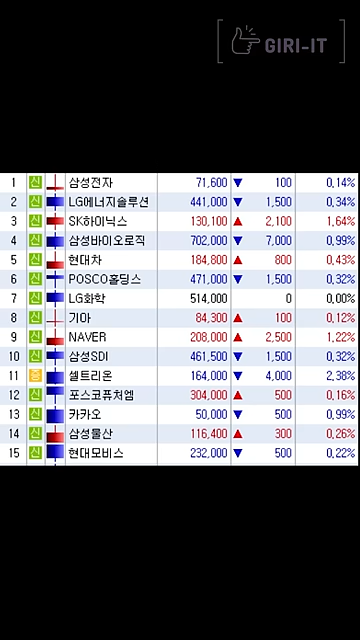 GIRI-IT
1 신 삼성전자 71,600 ▼ 100 0.14%
2 신 LG에너지솔루션 441,000 ▼ 1,500 0.34%
3 신 SK하이닉스 130,100 ▲ 2,100 1.64%
4 신 삼성바이오로직 702,000 ▼ 7,000 0.99%
5 신 현대차 184,800 ▲ 800 0.43%
6 신 POSCO홀딩스 471,000 ▼ 1,500 0.32%
7 신 LG화학 514,000 0 0.00%
8 신 기아 84,300 ▲ 100 0.12%
9 신 NAVER 208,000 ▲ 2,500 1.22%
10 신 삼성SDI 461,500 ▼ 1,500 0.32%
11 중 셀트리온 164,000 ▼ 4,000 2.38%
12 신 포스코퓨처엠 304,000 ▲ 500 0.16%
13 신 카카오 50,000 ▼ 500 0.99%
14 신 삼성물산 116,400 ▲ 300 0.26%
15 신 현대모비스 232,000 ▼ 500 0.22%